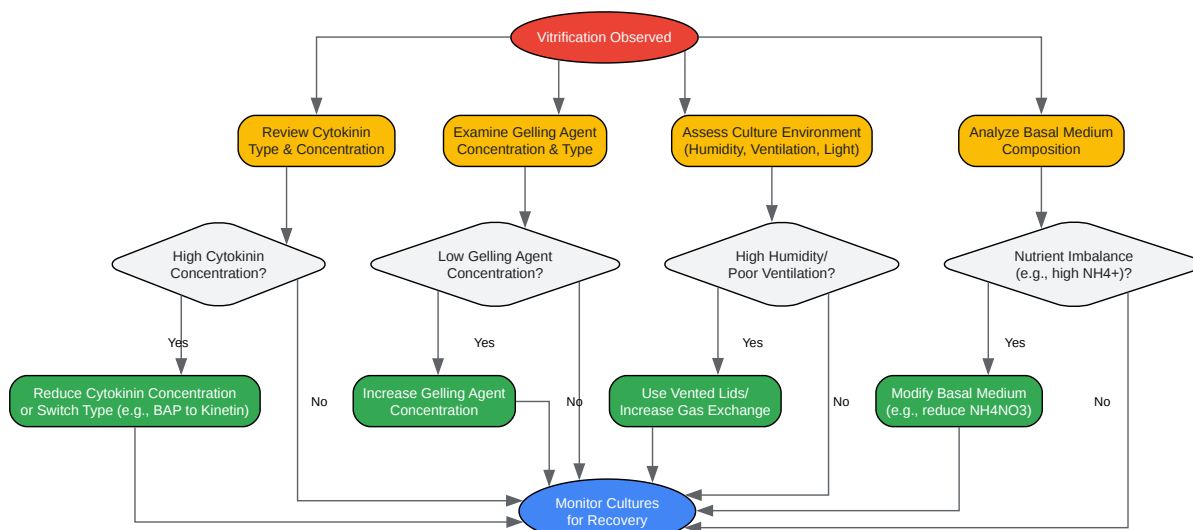 Vitrification Observed
Review Cytokinin
Type & Concentration
Examine Gelling Agent
Concentration & Type
Assess Culture Environment
(Humidity, Ventilation, Light)
Analyze Basal Medium
Composition
High Cytokinin
Concentration?
Low Gelling Agent
Concentration?
High Humidity/
Poor Ventilation?
Nutrient Imbalance
(e.g., high NH4+)?
Yes
Yes
Yes
Yes
Reduce Cytokinin Concentration
or Switch Type (e.g., BAP to Kinetin)
No
Increase Gelling Agent
Concentration
No
Use Vented Lids/
Increase Gas Exchange
No
Modify Basal Medium
(e.g., reduce NH4NO3)
No
Monitor Cultures
for Recovery